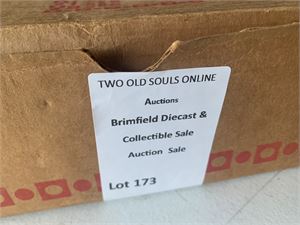 TWO OLD SOULS ONLINE
Auctions
Brimfield Diecast &
Collectible Sale
Auction Sale
Lot 173